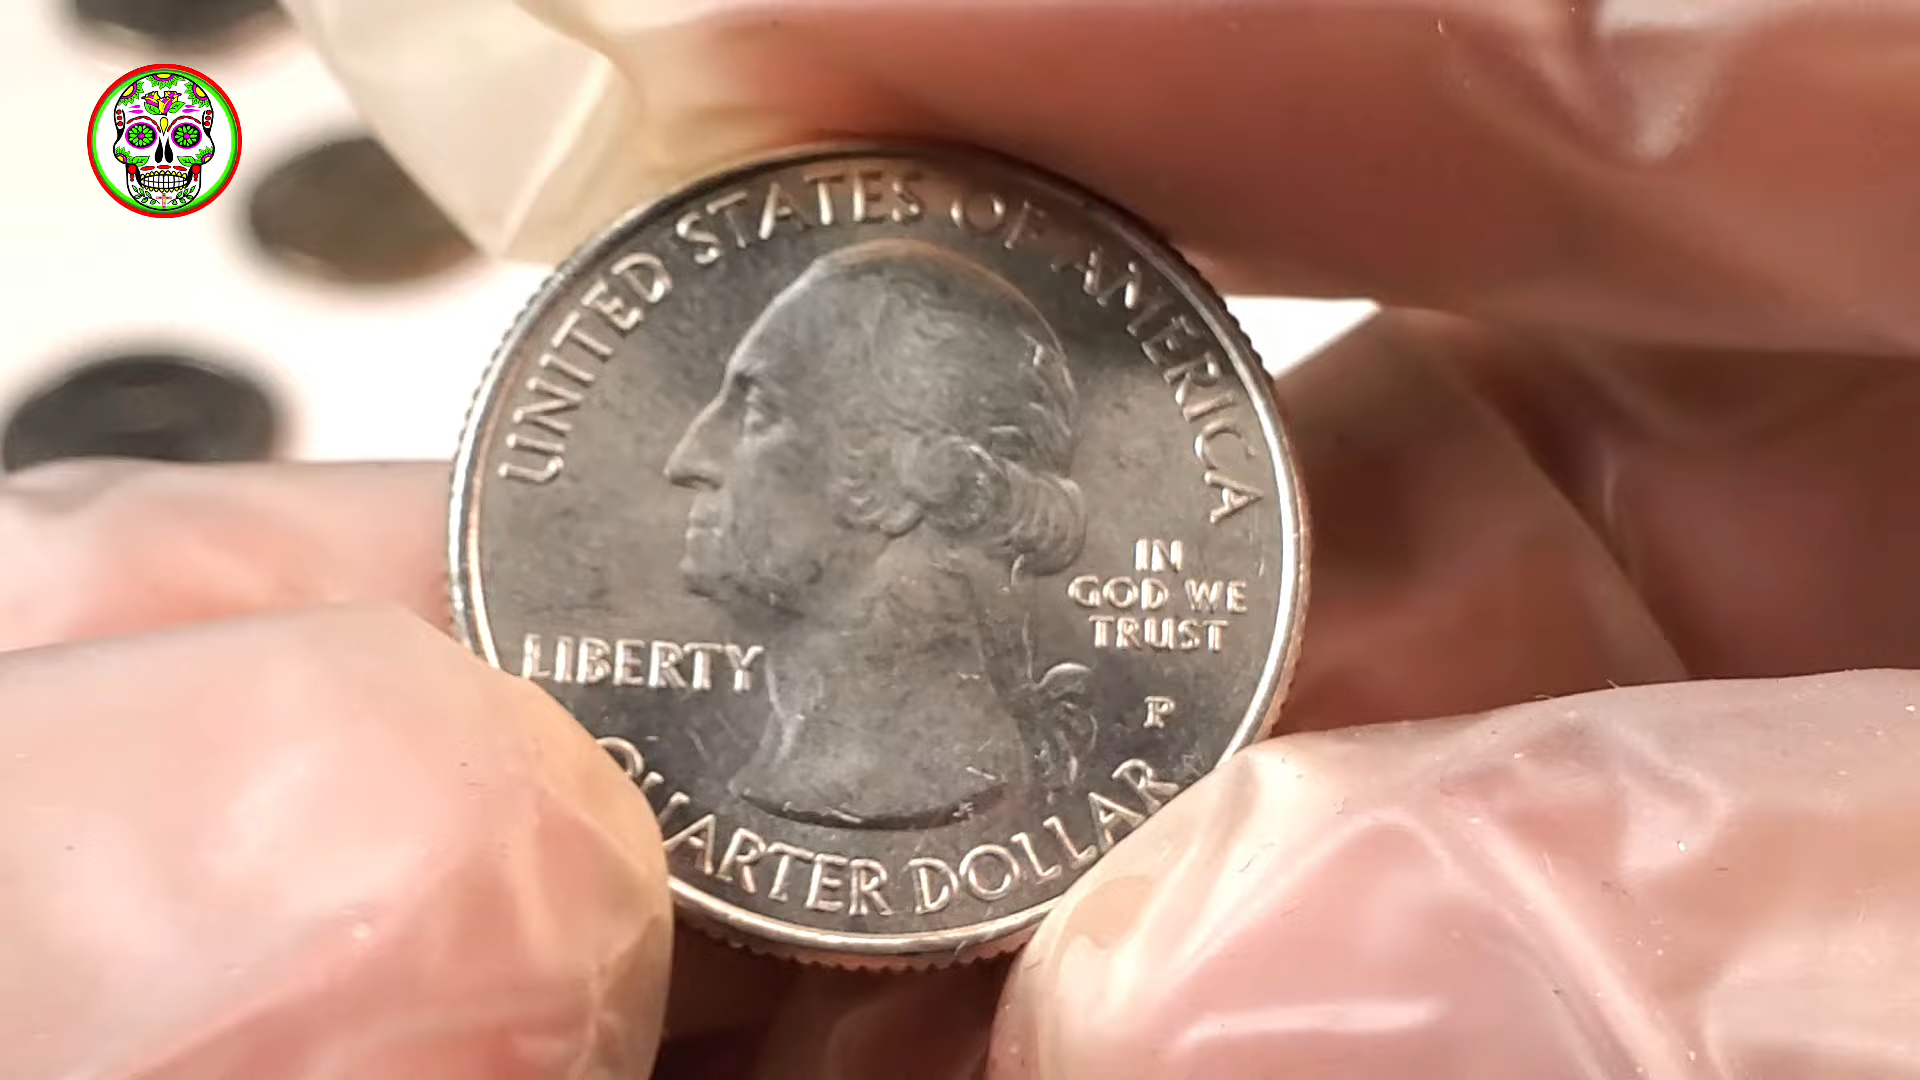 UNITED STATES OF AMERICA
IN
GOD WE
TRUST
LIBERTY
P
QUARTER DOLLAR